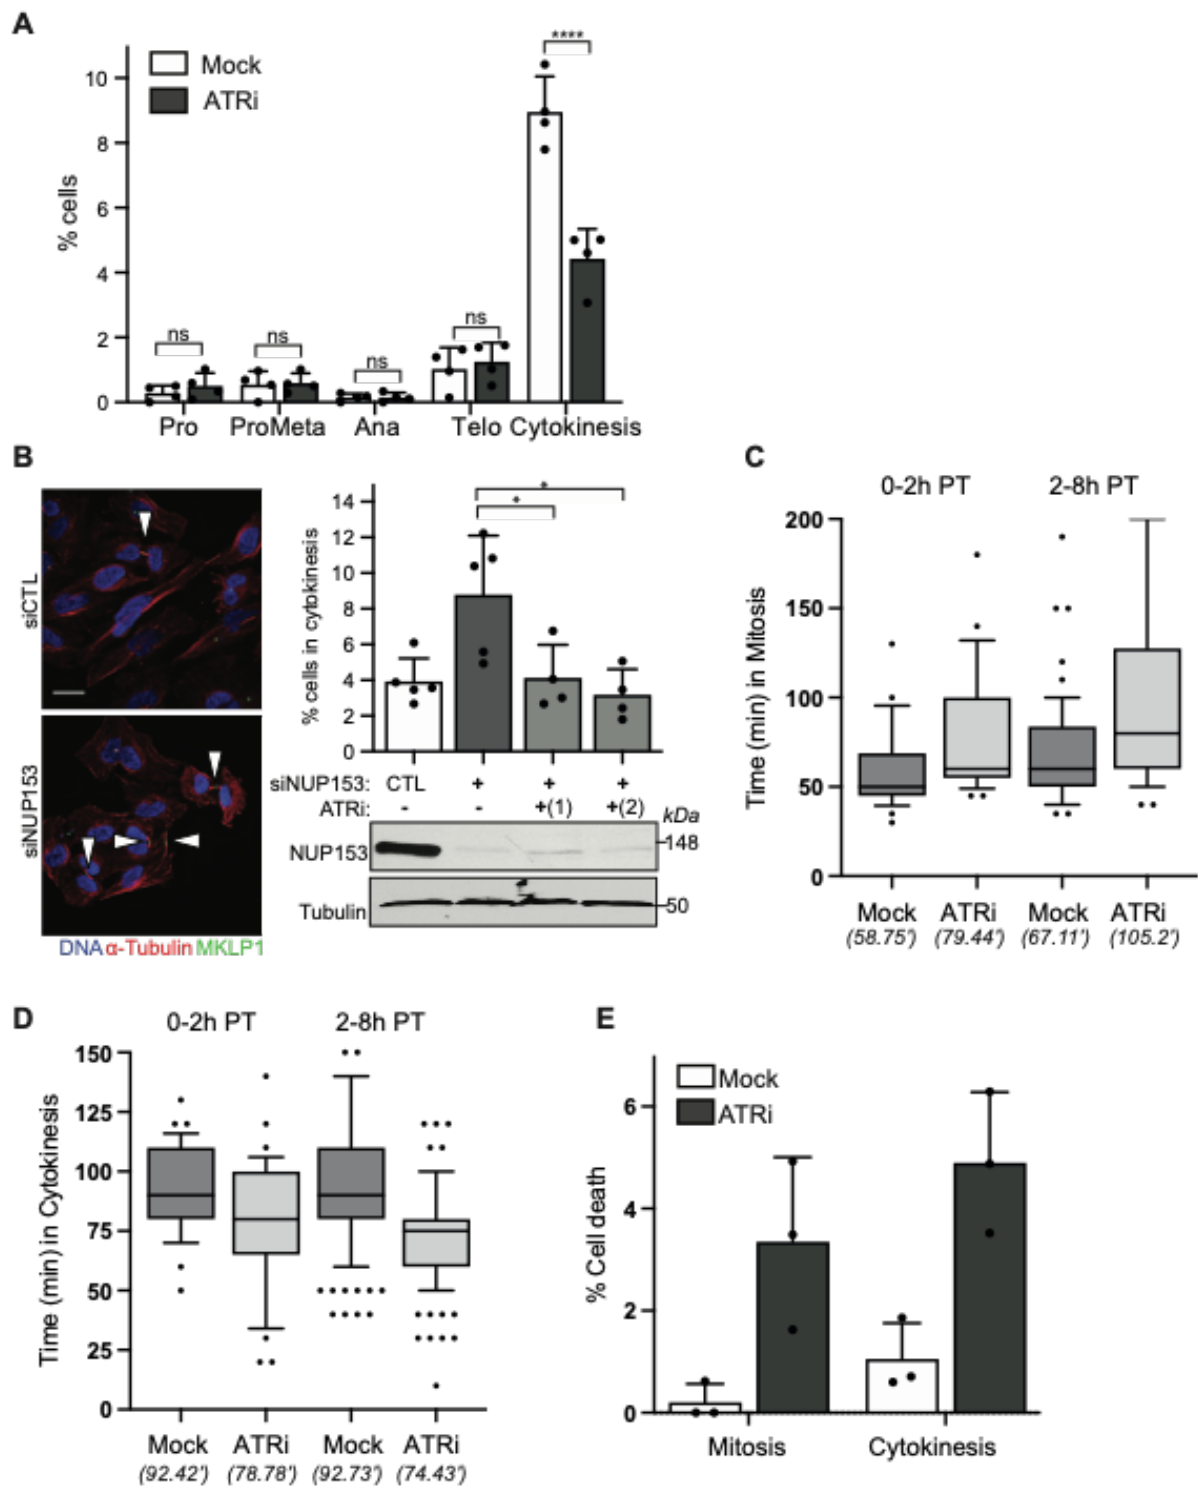 A
Mock
ATRi
% cells
10
8
6
4
2
0
ns
ns
ns
ns
****
Pro
ProMeta
Ana
Telo
Cytokinesis
B
siCTL
siNUP153
DNA α-Tubulin MKLP1
% cells in cytokinesis
14
12
10
8
6
4
2
0
*
*
siNUP153: CTL + + +
ATRi: - - +(1) +(2)
kDa
NUP153
148
Tubulin
50
C
0-2h PT
2-8h PT
Time (min) in Mitosis
200
150
100
50
0
Mock ATRi Mock ATRi
(58.75') (79.44') (67.11') (105.2')
D
0-2h PT
2-8h PT
Time (min) in Cytokinesis
150
125
100
75
50
25
0
Mock ATRi Mock ATRi
(92.42') (78.78') (92.73') (74.43')
E
Mock
ATRi
% Cell death
6
4
2
0
Mitosis
Cytokinesis